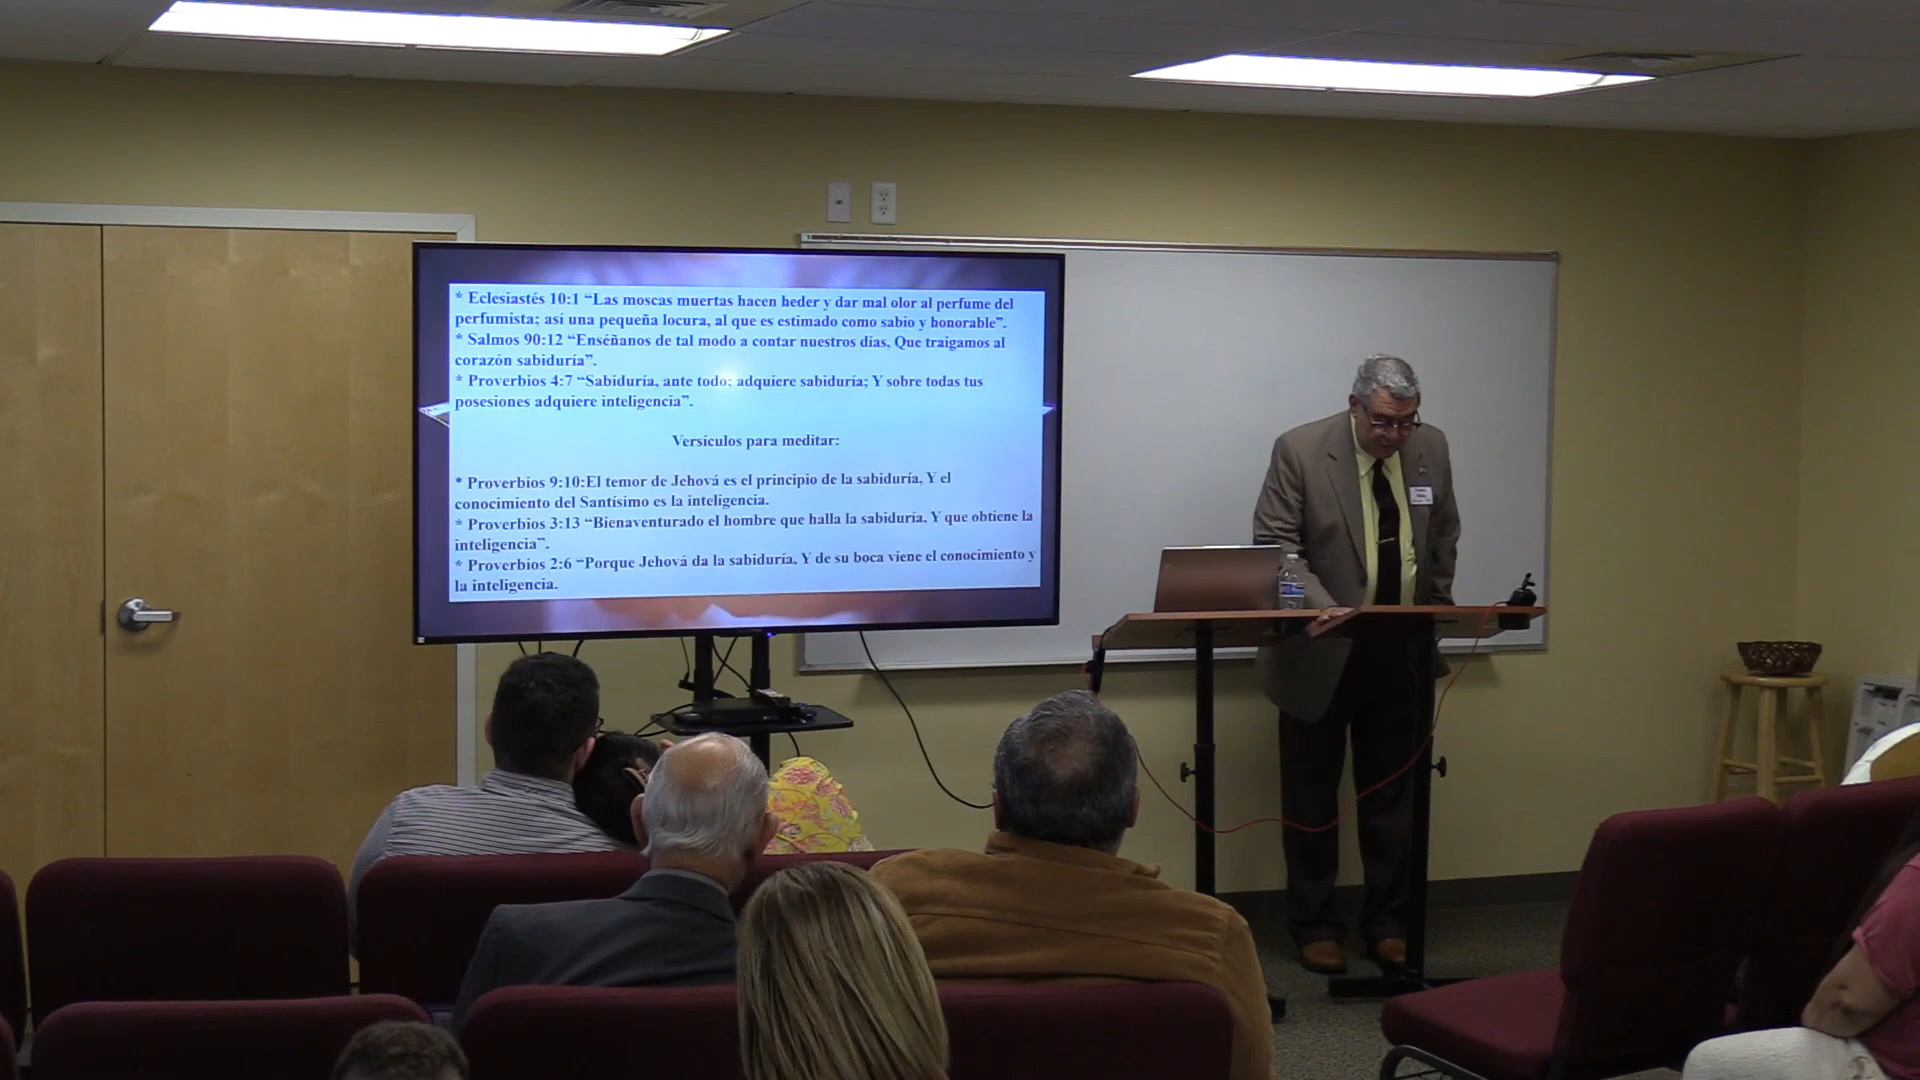 * Eclesiastés 10:1 “Las moscas muertas hacen heder y dar mal olor al perfume del
perfumista; así una pequeña locura, al que es estimado como sabio y honorable”.
* Salmos 90:12 “Enséñanos de tal modo a contar nuestros días, Que traigamos al
corazón sabiduría”.
* Proverbios 4:7 “Sabiduría, ante todo; adquiere sabiduría; Y sobre todas tus
posesiones adquiere inteligencia”.
Versículos para meditar:
* Proverbios 9:10:El temor de Jehová es el principio de la sabiduría, Y el
conocimiento del Santísimo es la inteligencia.
* Proverbios 3:13 “Bienaventurado el hombre que halla la sabiduría, Y que obtiene la
inteligencia”.
* Proverbios 2:6 “Porque Jehová da la sabiduría, Y de su boca viene el conocimiento y
la inteligencia.